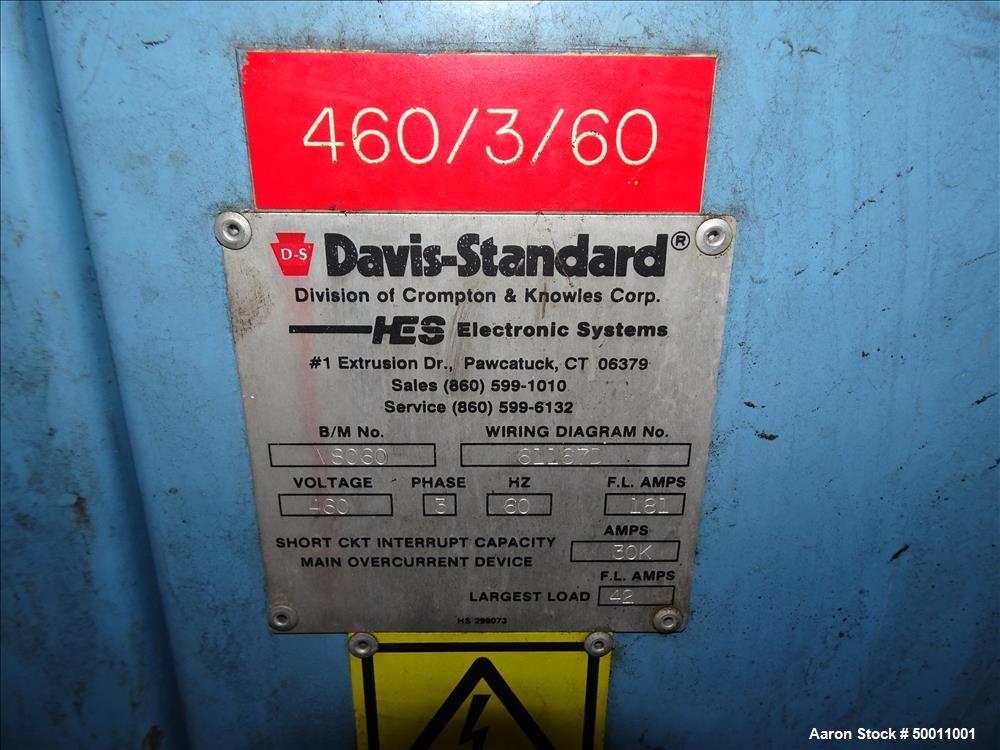 460/3/60
D-S Davis-Standard®
Division of Crompton & Knowles Corp.
HES Electronic Systems
#1 Extrusion Dr., Pawcatuck, CT 06379
Sales (860) 599-1010
Service (860) 599-6132
B/M No. WIRING DIAGRAM No.
V8080 61167D
VOLTAGE PHASE HZ F.L. AMPS
460 3 60 181
AMPS
SHORT CKT INTERRUPT CAPACITY 30K
MAIN OVERCURRENT DEVICE
F.L. AMPS
LARGEST LOAD 42
HS 299073
Aaron Stock # 50011001